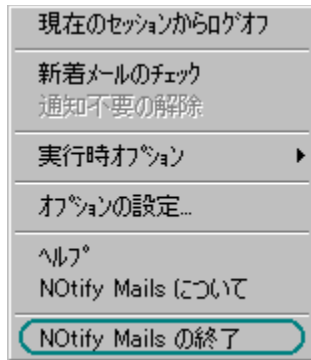 現在のセッションからログオフ
新着メールのチェック
通知不要の解除
実行時オプション
オプションの設定...
ヘルプ
NOtify Mails について
NOtify Mails の終了